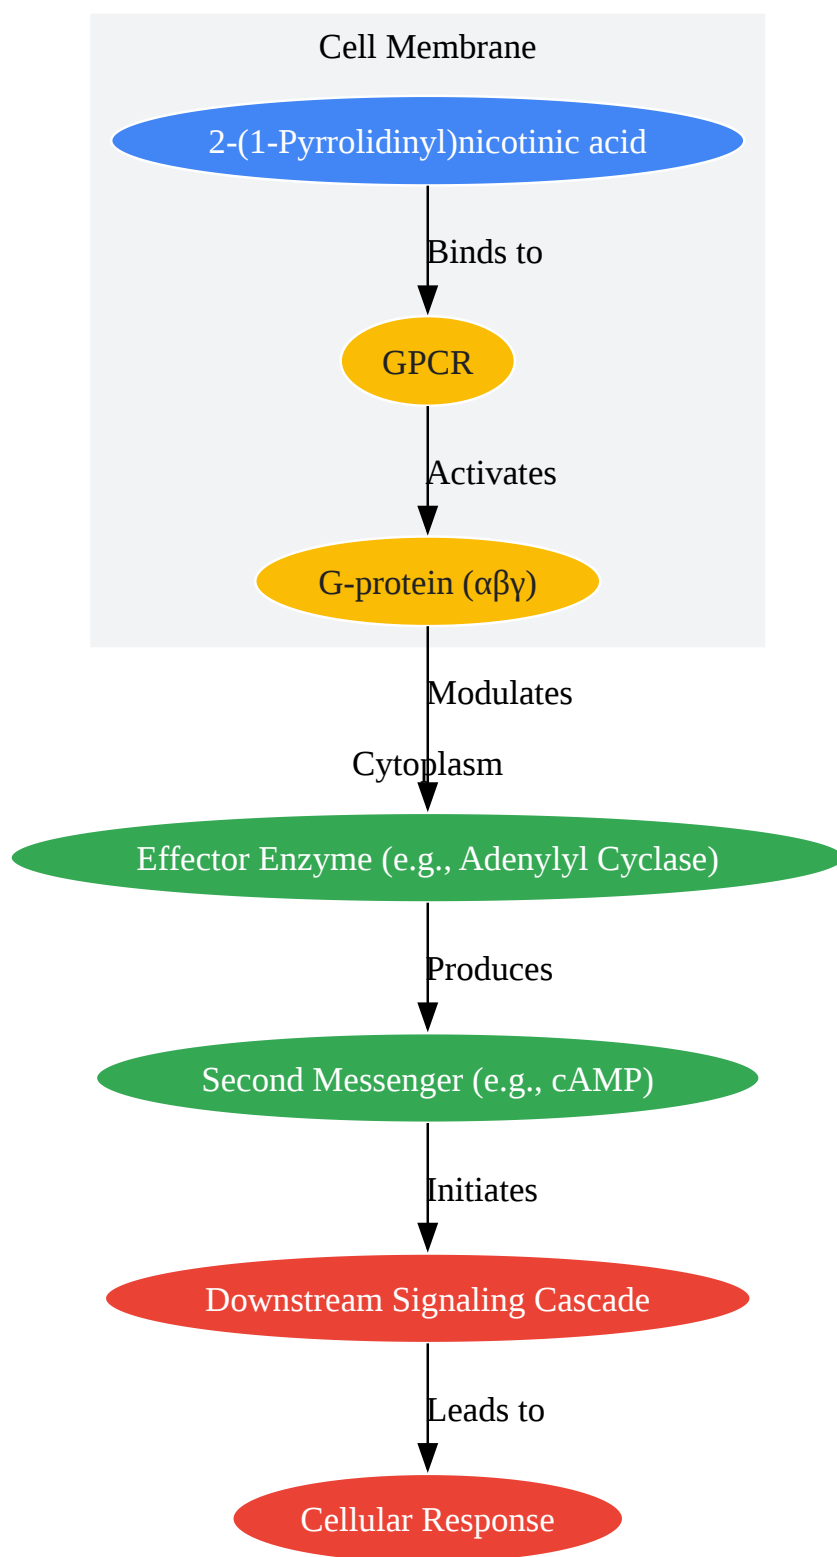 Cell Membrane
2-(1-Pyrrolidinyl)nicotinic acid
Binds to
GPCR
Activates
G-protein (αβγ)
Modulates
Cytoplasm
Effector Enzyme (e.g., Adenylyl Cyclase)
Produces
Second Messenger (e.g., cAMP)
Initiates
Downstream Signaling Cascade
Leads to
Cellular Response